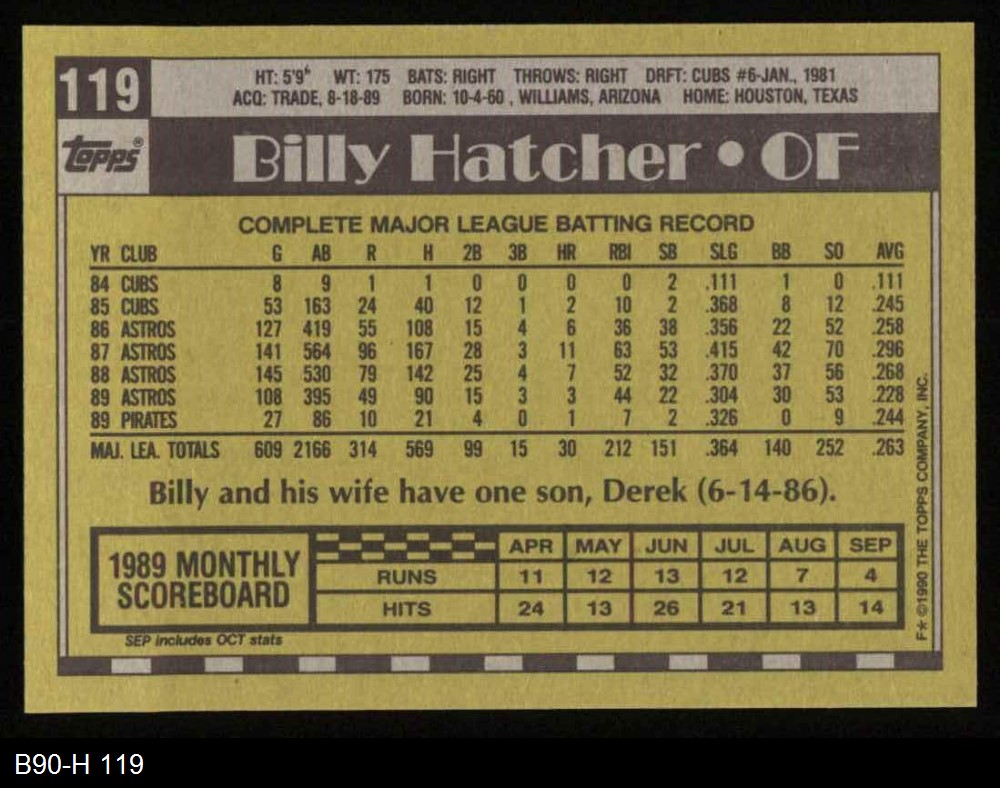 119
HT: 5'9" WT: 175 BATS: RIGHT THROWS: RIGHT DRFT: CUBS #6-JAN., 1981
ACQ: TRADE, 8-18-89 BORN: 10-4-60 , WILLIAMS, ARIZONA HOME: HOUSTON, TEXAS
topps®
Billy Hatcher • OF
COMPLETE MAJOR LEAGUE BATTING RECORD
YR CLUB G AB R H 2B 3B HR RBI SB SLG BB SO AVG
84 CUBS 8 9 1 1 0 0 0 0 2 .111 1 0 .111
85 CUBS 53 163 24 40 12 1 2 10 2 .368 8 12 .245
86 ASTROS 127 419 55 108 15 4 6 36 38 .356 22 52 .258
87 ASTROS 141 564 96 167 28 3 11 63 53 .415 42 70 .296
88 ASTROS 145 530 79 142 25 4 7 52 32 .370 37 56 .268
89 ASTROS 108 395 49 90 15 3 3 44 22 .304 30 53 .228
89 PIRATES 27 86 10 21 4 0 1 7 2 .326 0 9 .244
MAJ. LEA. TOTALS 609 2166 314 569 99 15 30 212 151 .364 140 252 .263
Billy and his wife have one son, Derek (6-14-86).
1989 MONTHLY
SCOREBOARD
APR MAY JUN JUL AUG SEP
RUNS 11 12 13 12 7 4
HITS 24 13 26 21 13 14
SEP includes OCT stats
F★ ©1990 THE TOPPS COMPANY, INC.
B90-H 119